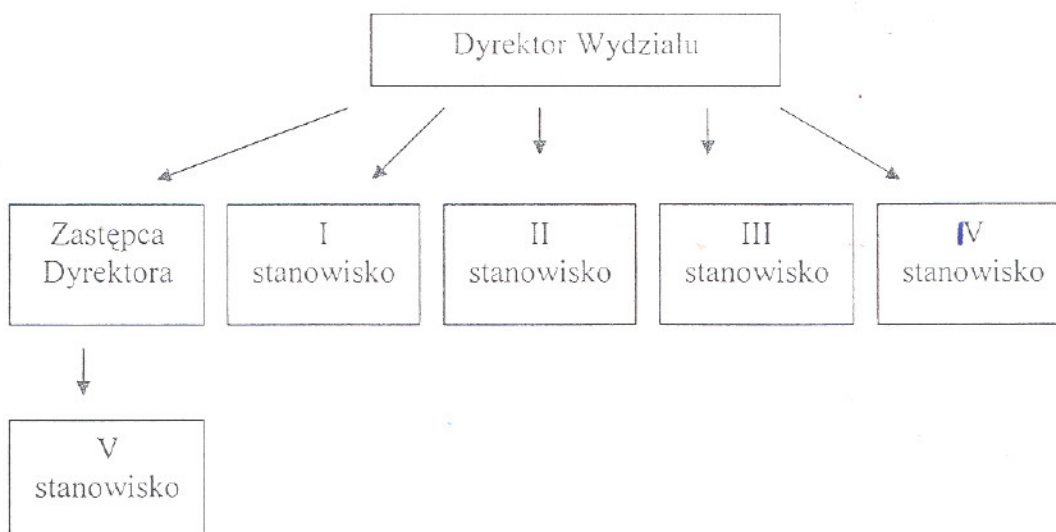 Dyrektor Wydziału
Zastępca
Dyrektora
I
stanowisko
II
stanowisko
III
stanowisko
IV
stanowisko
V
stanowisko